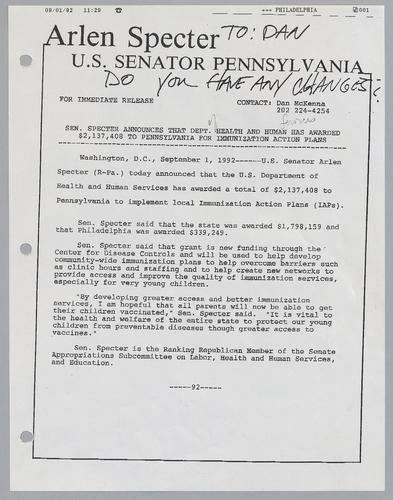 09/01/92 11:29 ☎ *** PHILADELPHIA 001
Arlen Specter TO: DAN
U.S. SENATOR PENNSYLVANIA
DO YOU HAVE ANY CHANGES?
FOR IMMEDIATE RELEASE CONTACT: Dan McKenna
202 224-4254
of Services
SEN. SPECTER ANNOUNCES THAT DEPT. HEALTH AND HUMAN HAS AWARDED
$2,137,408 TO PENNSYLVANIA FOR IMMUNIZATION ACTION PLANS
Washington, D.C., September 1, 1992-----U.S. Senator Arlen
Specter (R-Pa.) today announced that the U.S. Department of
Health and Human Services has awarded a total of $2,137,408 to
Pennsylvania to implement local Immunization Action Plans (IAPs).
Sen. Specter said that the state was awarded $1,798,159 and
that Philadelphia was awarded $339,249.
Sen. Specter said that grant is new funding through the
Center for Disease Controls and will be used to help develop
community-wide immunization plans to help overcome barriers such
as clinic hours and staffing and to help create new networks to
provide access and improve the quality of immunization services,
especially for very young children.
"By developing greater access and better immunization
services, I am hopeful that all parents will now be able to get
their children vaccinated," Sen. Specter said. "It is vital to
the health and welfare of the entire state to protect our young
children from preventable diseases though greater access to
vaccines."
Sen. Specter is the Ranking Republican Member of the Senate
Appropriations Subcommittee on Labor, Health and Human Services,
and Education.
-----92-----